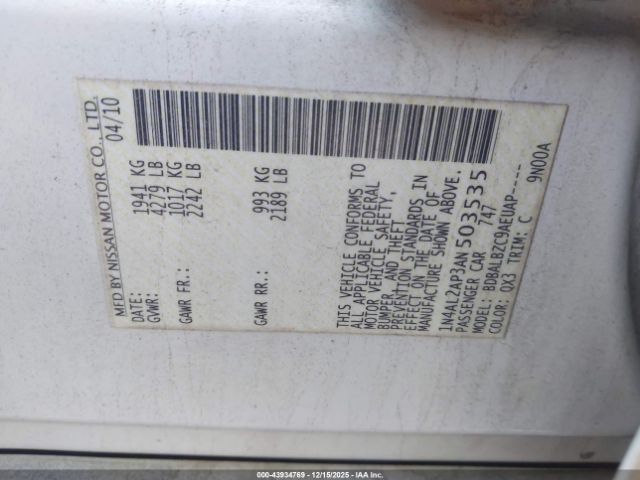 MFD BY NISSAN MOTOR CO., LTD.
DATE: 04/10
GVWR: 1941 KG
4279 LB
GAWR FR: 1017 KG
2242 LB
GAWR RR: 993 KG
2189 LB
THIS VEHICLE CONFORMS TO
ALL APPLICABLE FEDERAL
MOTOR VEHICLE SAFETY,
BUMPER, AND THEFT
PREVENTION STANDARDS IN
EFFECT ON THE DATE OF
MANUFACTURE SHOWN ABOVE.
1N4AL2AP3AN503535
PASSENGER CAR 747
MODEL: BDBALBZC9AEUAP-----
COLOR: QX3 TRIM: C 9N00A
000-43934769 - 12/15/2025 - IAA Inc.